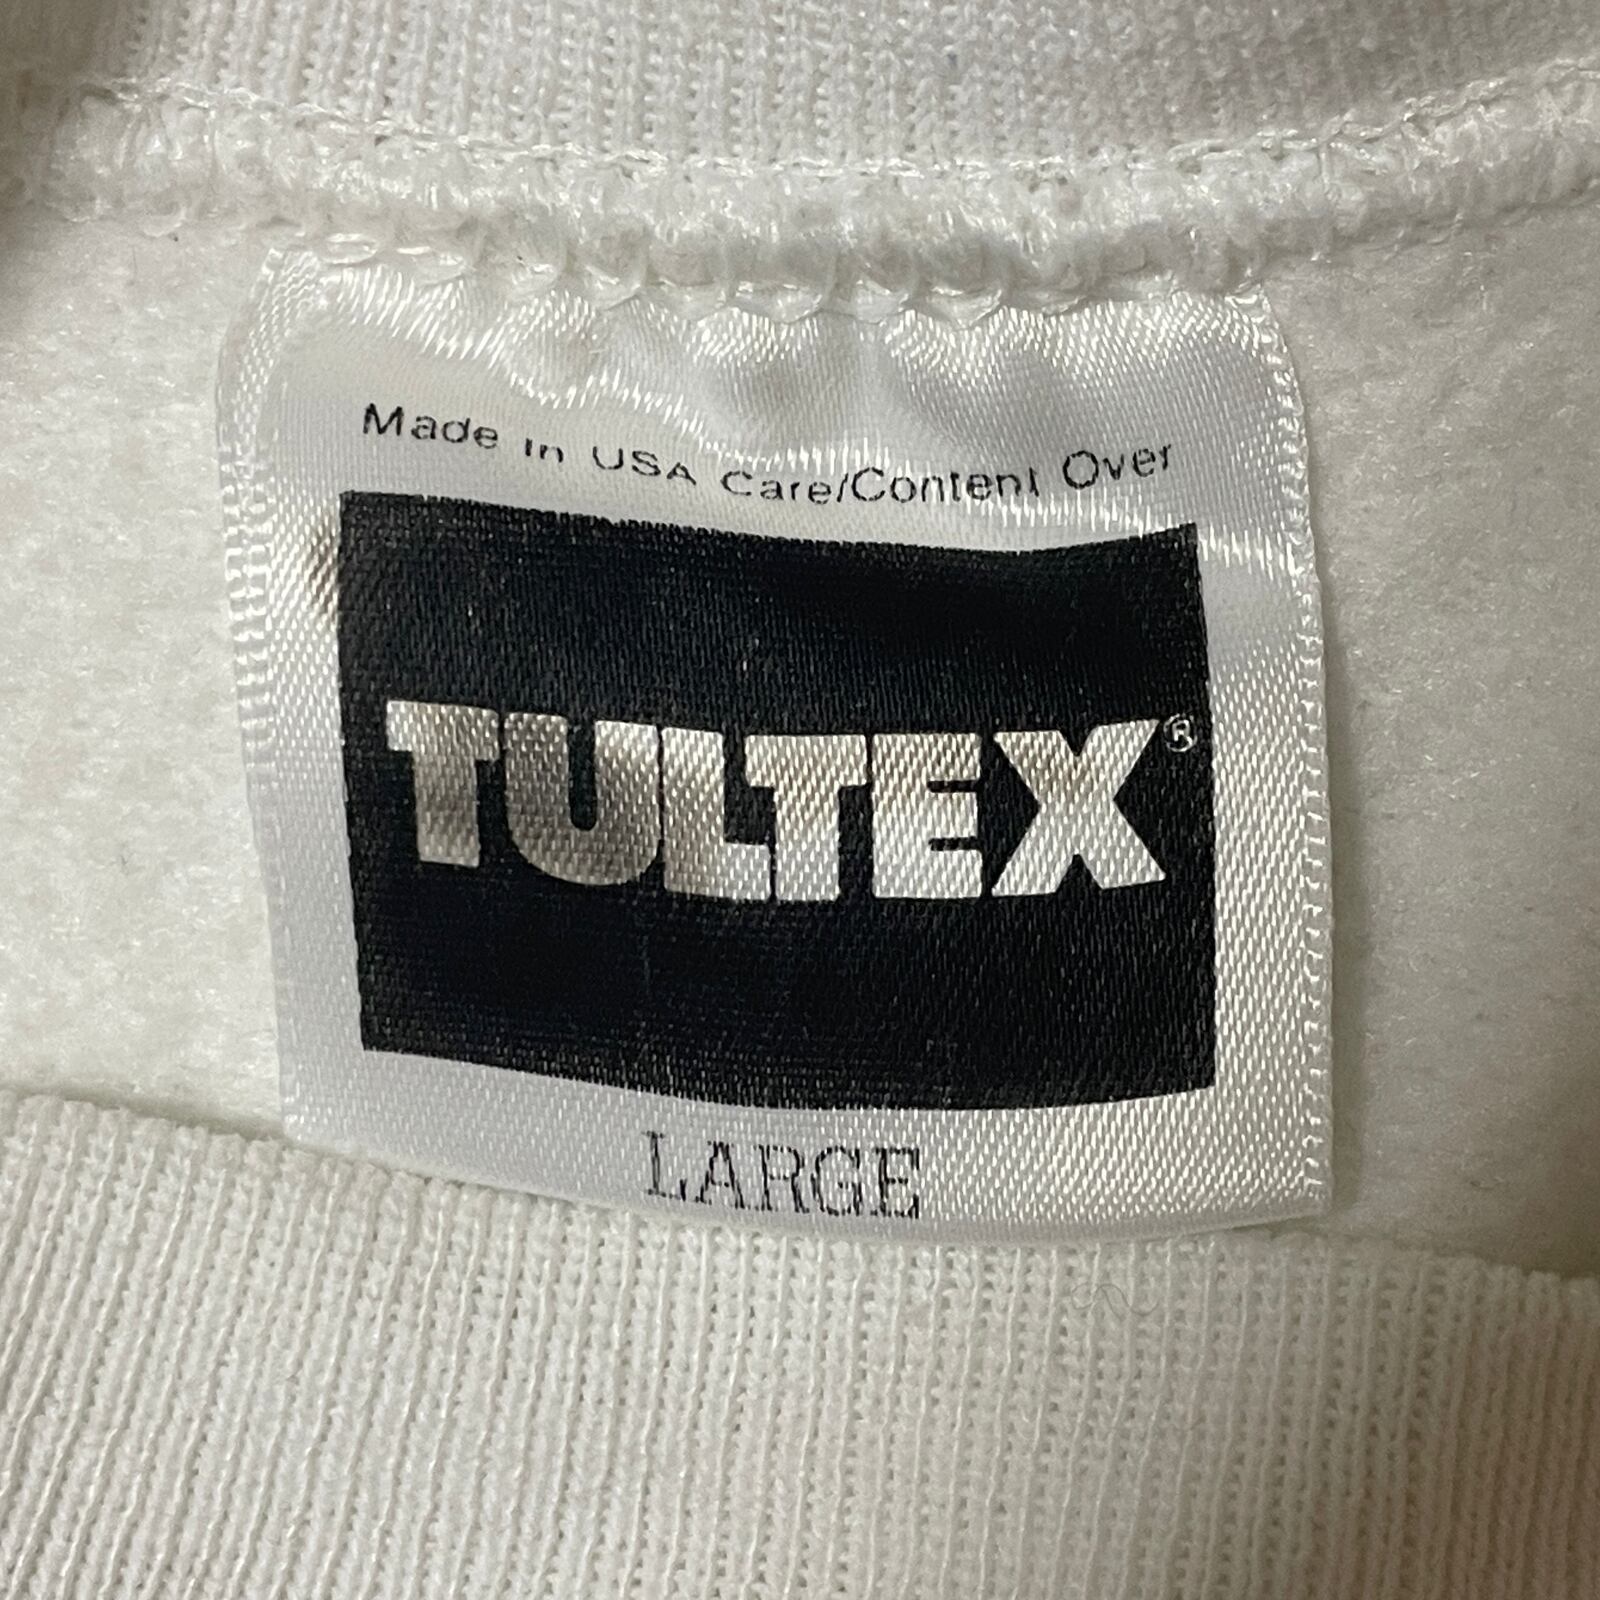 Made in USA Care/Content Over
TULTEX®
LARGE